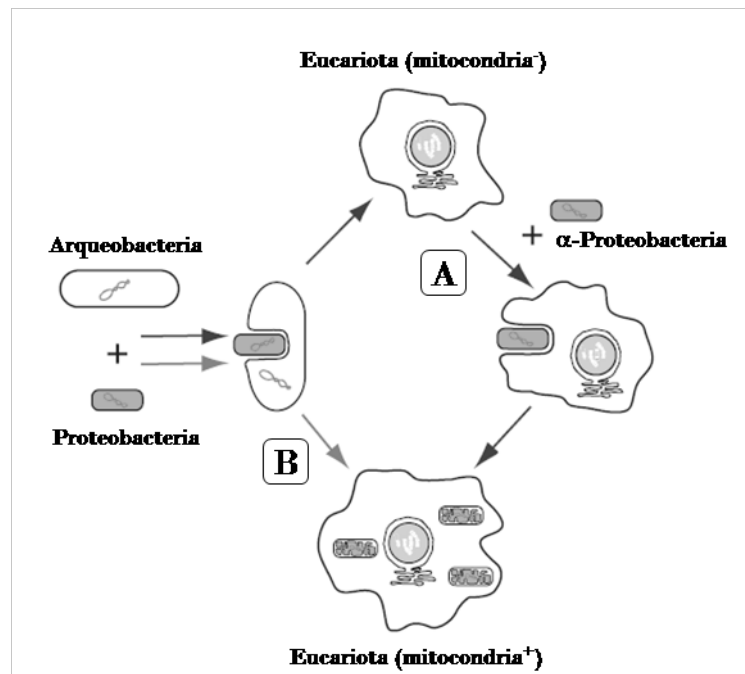 Eucariota (mitocondria⁻)
Arqueobacteria
+
α-Proteobacteria
A
+
Proteobacteria
B
Eucariota (mitocondria⁺)